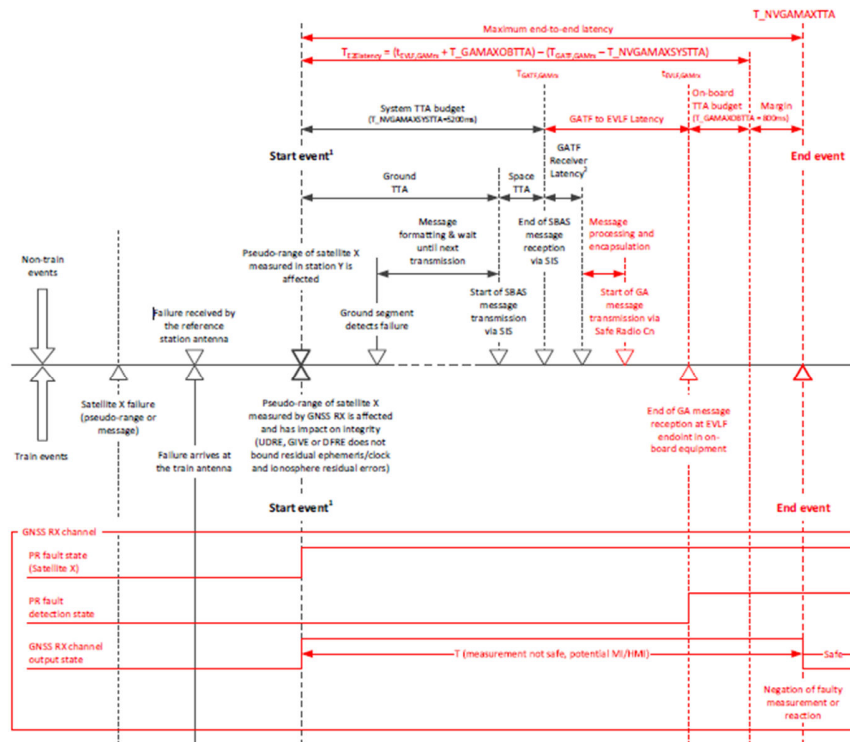 T_NVGAMAXTTA
Maximum end-to-end latency
T_E2Elatency = (t_EVLF,GAMrs + T_GAMAXOBTTA) – (T_GATF,GAMrs – T_NVGAMAXSYSTTA)
T_GATF,GAMrs
t_EVLF,GAMrs
System TTA budget
(T_NVGAMAXSYSTTA=5200ms)
GATF to EVLF Latency
On-board
TTA budget
(T_GAMAXOBTTA = 800ms)
Margin
Start event¹
End event
Ground
TTA
Space
TTA
GATF
Receiver
Latency²
Non-train
events
Failure received by
the reference
station antenna
Pseudo-range of satellite X
measured in station Y is
affected
Message
formatting & wait
until next
transmission
Ground segment
detects failure
Start of SBAS
message
transmission
via SIS
End of SBAS
message
reception
via SIS
Message
processing and
encapsulation
Start of GA
message
transmission via
Safe Radio Cn
Train events
Satellite X failure
(pseudo-range or
message)
Failure arrives at
the train antenna
Pseudo-range of satellite X
measured by GNSS RX is affected
and has impact on integrity
(UDRE, GIVE or DFRE does not
bound residual ephemeris/clock
and ionosphere residual errors)
End of GA message
reception at EVLF
endoint in on-
board equipment
Start event¹
End event
GNSS RX channel
PR fault state
(Satellite X)
PR fault
detection state
GNSS RX channel
output state
T (measurement not safe, potential MI/HMI)
Safe
Negation of faulty
measurement or
reaction